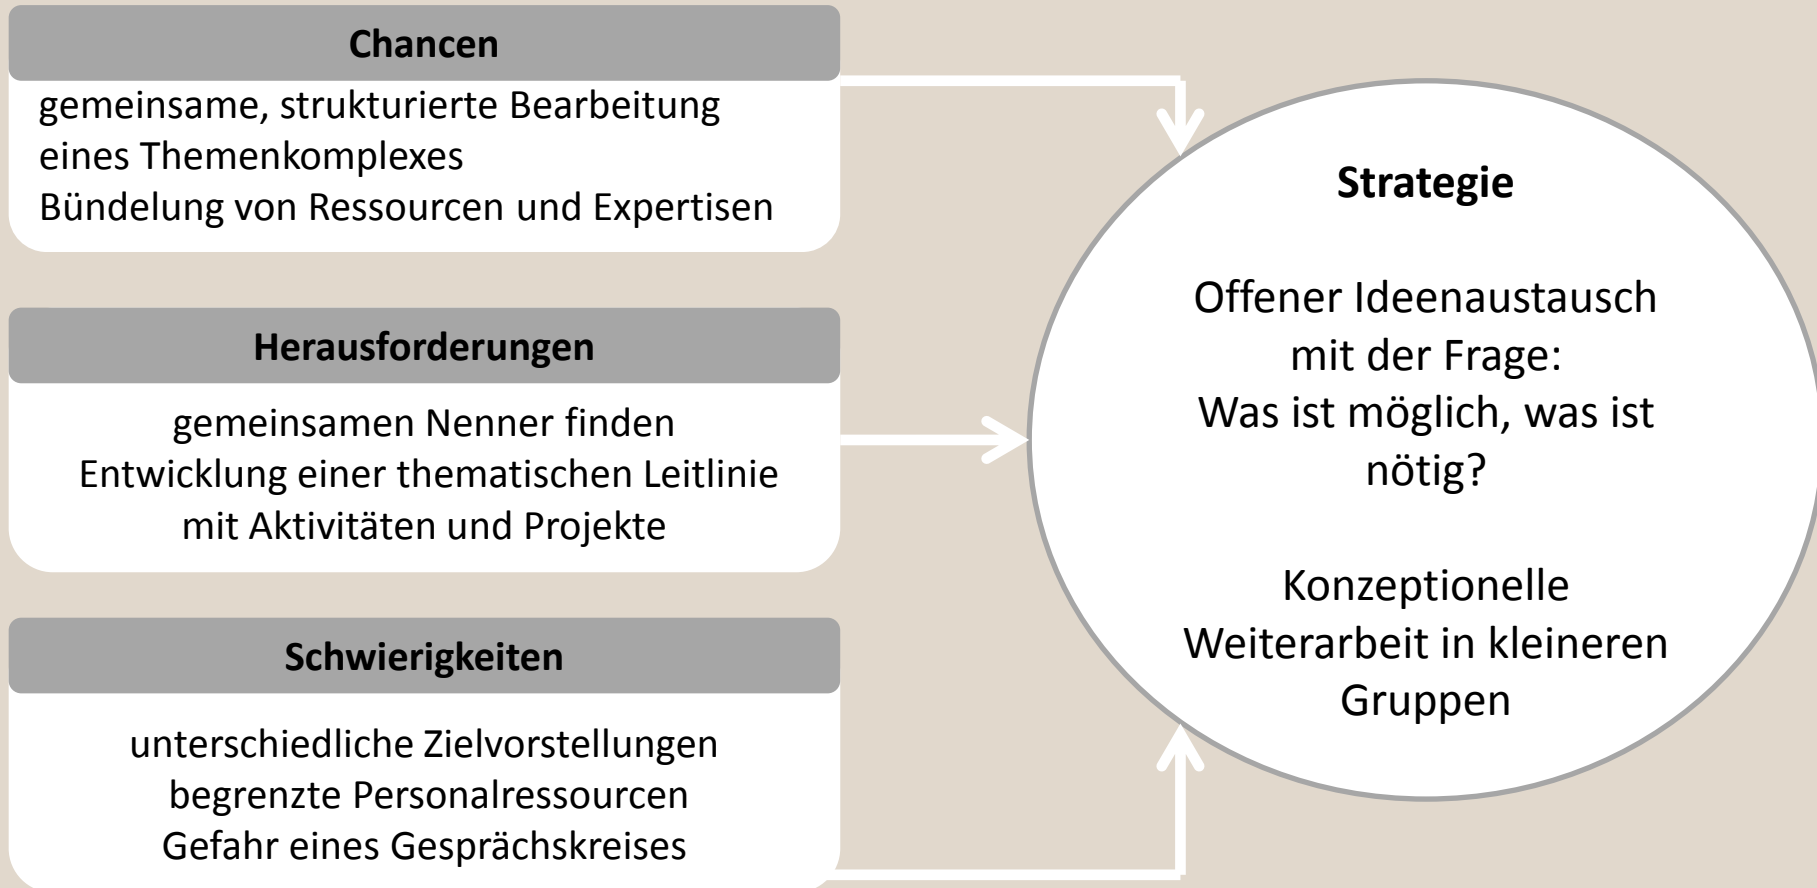 Chancen
gemeinsame, strukturierte Bearbeitung
eines Themenkomplexes
Bündelung von Ressourcen und Expertisen
Herausforderungen
gemeinsamen Nenner finden
Entwicklung einer thematischen Leitlinie
mit Aktivitäten und Projekte
Schwierigkeiten
unterschiedliche Zielvorstellungen
begrenzte Personalressourcen
Gefahr eines Gesprächskreises
Strategie
Offener Ideenaustausch
mit der Frage:
Was ist möglich, was ist
nötig?
Konzeptionelle
Weiterarbeit in kleineren
Gruppen